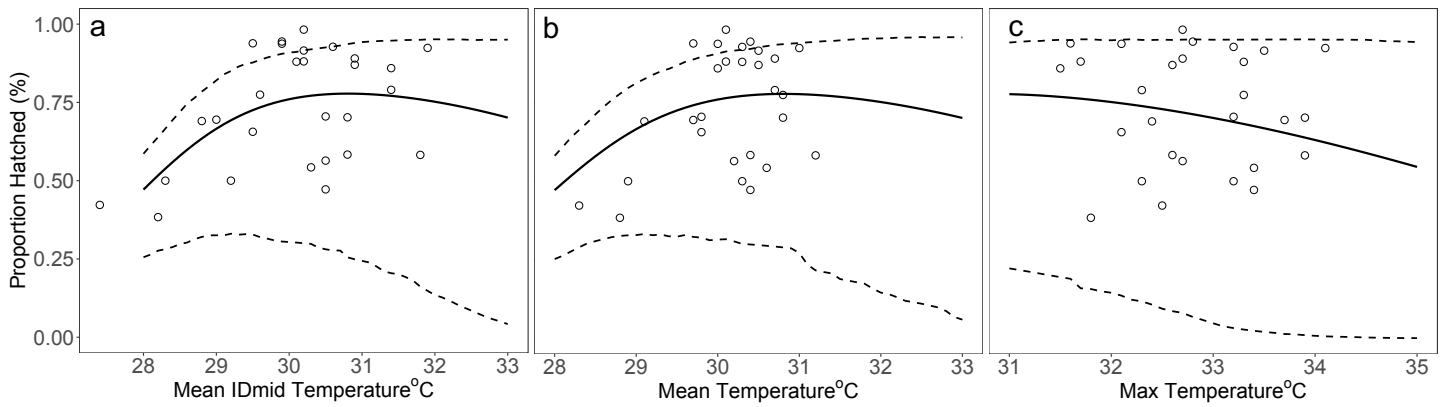 a
b
c
Proportion Hatched (%)
1.00
0.75
0.50
0.25
0.00
28 29 30 31 32 33
28 29 30 31 32 33
31 32 33 34 35
Mean IDmid Temperature°C
Mean Temperature°C
Max Temperature°C